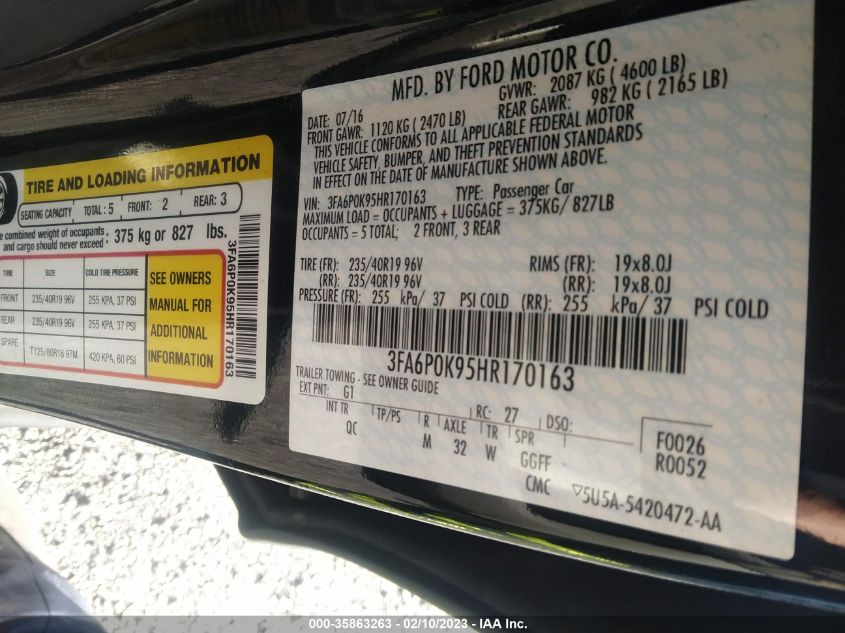 TIRE AND LOADING INFORMATION
SEATING CAPACITY TOTAL: 5 FRONT: 2 REAR: 3
e combined weight of occupants
and cargo should never exceed: 375 kg or 827 lbs.
TIRE SIZE COLD TIRE PRESSURE
FRONT 235/40R19 96V 255 KPA, 37 PSI
REAR 235/40R19 96V 255 KPA, 37 PSI
SPARE T125/80R16 97M 420 KPA, 60 PSI
SEE OWNERS
MANUAL FOR
ADDITIONAL
INFORMATION
3FA6P0K95HR170163
MFD. BY FORD MOTOR CO.
DATE: 07/16 GVWR: 2087 KG ( 4600 LB)
FRONT GAWR: 1120 KG ( 2470 LB) REAR GAWR: 982 KG ( 2165 LB)
THIS VEHICLE CONFORMS TO ALL APPLICABLE FEDERAL MOTOR
VEHICLE SAFETY, BUMPER, AND THEFT PREVENTION STANDARDS
IN EFFECT ON THE DATE OF MANUFACTURE SHOWN ABOVE.
VIN: 3FA6P0K95HR170163 TYPE: Passenger Car
MAXIMUM LOAD = OCCUPANTS + LUGGAGE = 375KG/ 827LB
OCCUPANTS = 5 TOTAL; 2 FRONT, 3 REAR
TIRE (FR): 235/40R19 96V RIMS (FR): 19x8.0J
(RR): 235/40R19 96V (RR): 19x8.0J
PRESSURE (FR): 255 kPa/ 37 PSI COLD (RR): 255 kPa/ 37 PSI COLD
3FA6P0K95HR170163
TRAILER TOWING - SEE OWNER GUIDE
EXT PNT: G1 RC: 27 DSO:
INT TR TP/PS R AXLE TR SPR F0026
QC M 32 W GGFF R0052
CMC ▽5U5A-5420472-AA
000-35863263 - 02/10/2023 - IAA Inc.